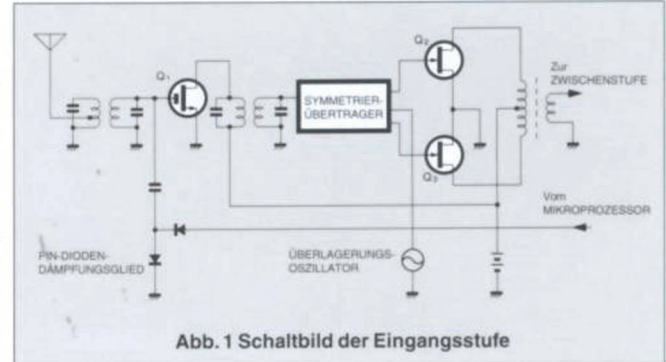 Q₂
Q₁
Zur
ZWISCHENSTUFE
SYMMETRIER-
ÜBERTRAGER
Q₃
Vom
MIKROPROZESSOR
PIN-DIODEN-
DÄMPFUNGSGLIED
ÜBERLAGERUNGS-
OSZILLATOR
Abb. 1 Schaltbild der Eingangsstufe